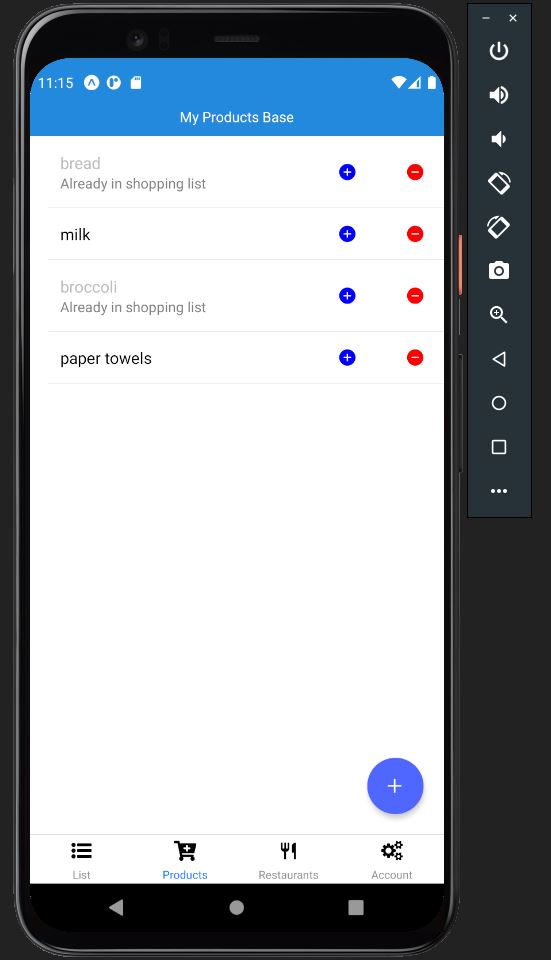 11:15
My Products Base
bread
Already in shopping list
milk
broccoli
Already in shopping list
paper towels
List
Products
Restaurants
Account